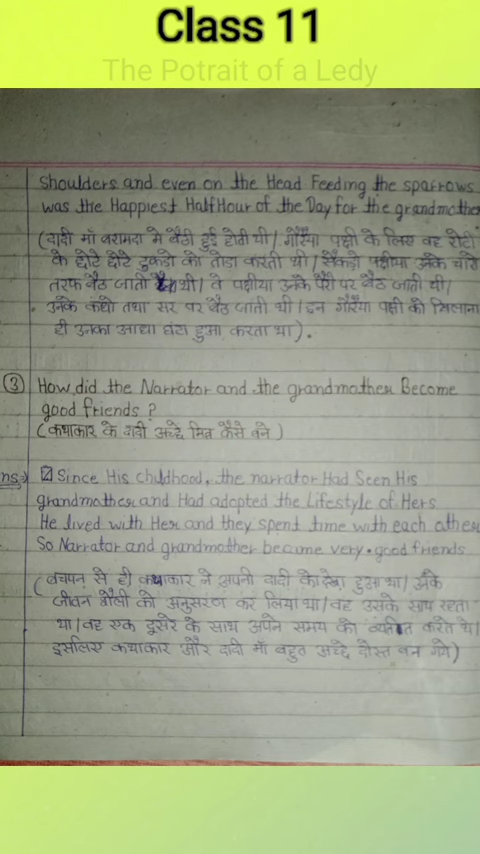 Class 11
The Potrait of a Ledy
shoulders and even on the Head Feeding the sparrows
was the Happiest Half Hour of the Day for the grandmother
(दादी माँ बरामदा मे बैठी हुई होती थी। गौरैया पक्षी के लिए वह रोटी
के छोटे छोटे टुकडो को तोडा करती थी। सैंकडो पक्षीया उनके चारो
तरफ बैठ जाती थी। वे पक्षीया उनके पैरो पर बैठ जाती थी।
उनके कंधो तथा सर पर बैठ जाती थी। इन गौरैया पक्षी को खिलाना
ही उनका आधा घंटा हुआ करता था).
③ How did the Narrator and the grandmother Become
good friends ?
(कथाकार के दादी अच्छे मित्र कैसे बने)
Ans:) Since His childhood, the narrator Had Seen His
grandmother and Had adopted the Lifestyle of Hers
He lived with Her and they spent time with each other
So Narrator and grandmother became very good friends
(बचपन से ही कथाकार ने अपनी दादी को देखा हुआ था। उनके
जीवन शैली को अनुसरण कर लिया था। वह उसके साथ रहता
था। वह एक दुसरे के साथ अपने समय को व्यतित करते थे।
इसलिए कथाकार और दादी माँ बहुत अच्छे दोस्त बन गये)